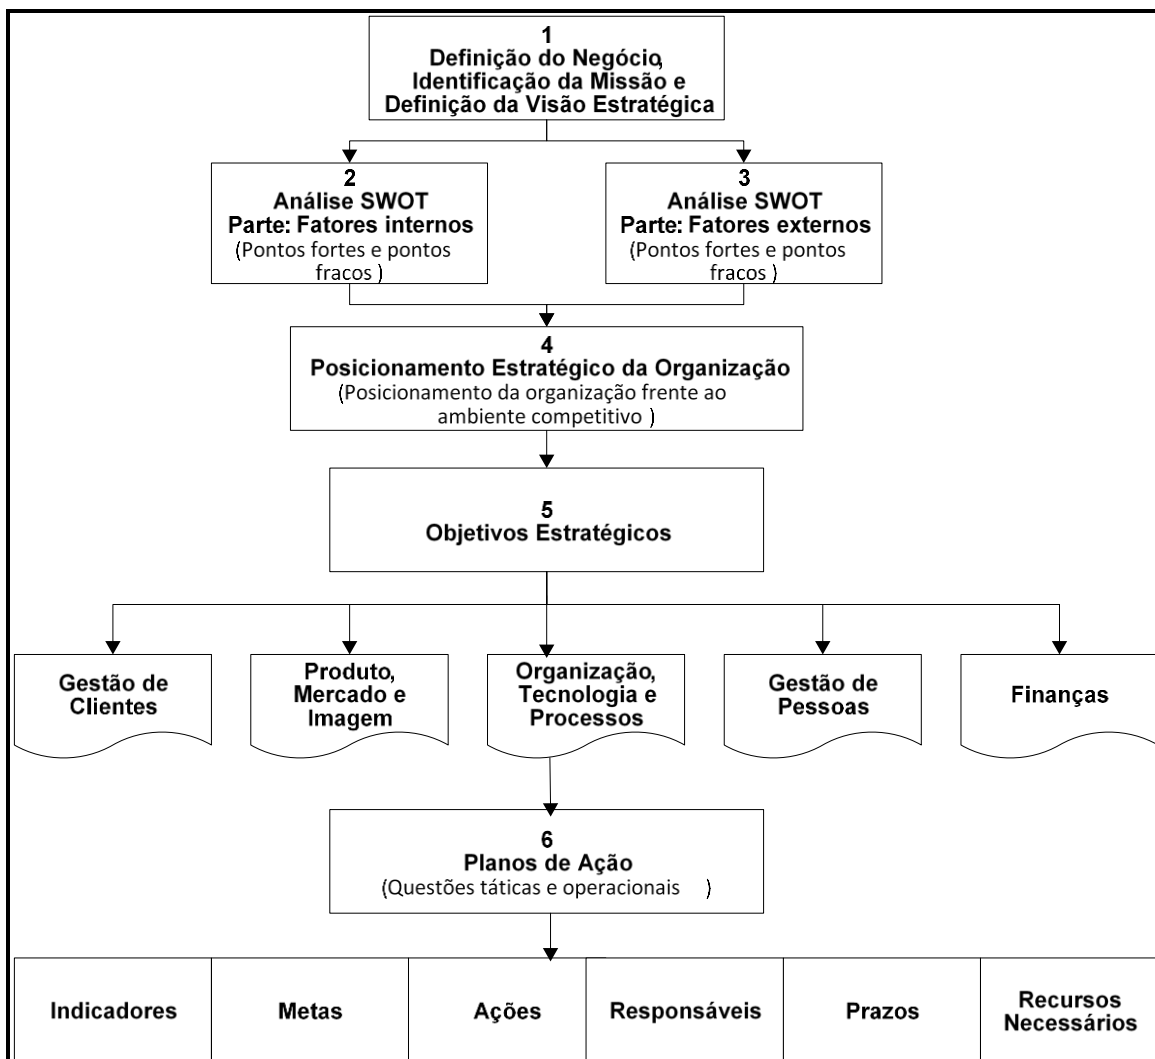 1
Definição do Negócio,
Identificação da Missão e
Definição da Visão Estratégica
2
Análise SWOT
Parte: Fatores internos
(Pontos fortes e pontos
fracos )
3
Análise SWOT
Parte: Fatores externos
(Pontos fortes e pontos
fracos )
4
Posicionamento Estratégico da Organização
(Posicionamento da organização frente ao
ambiente competitivo )
5
Objetivos Estratégicos
Gestão de
Clientes
Produto,
Mercado e
Imagem
Organização,
Tecnologia e
Processos
Gestão de
Pessoas
Finanças
6
Planos de Ação
(Questões táticas e operacionais )
Indicadores
Metas
Ações
Responsáveis
Prazos
Recursos
Necessários